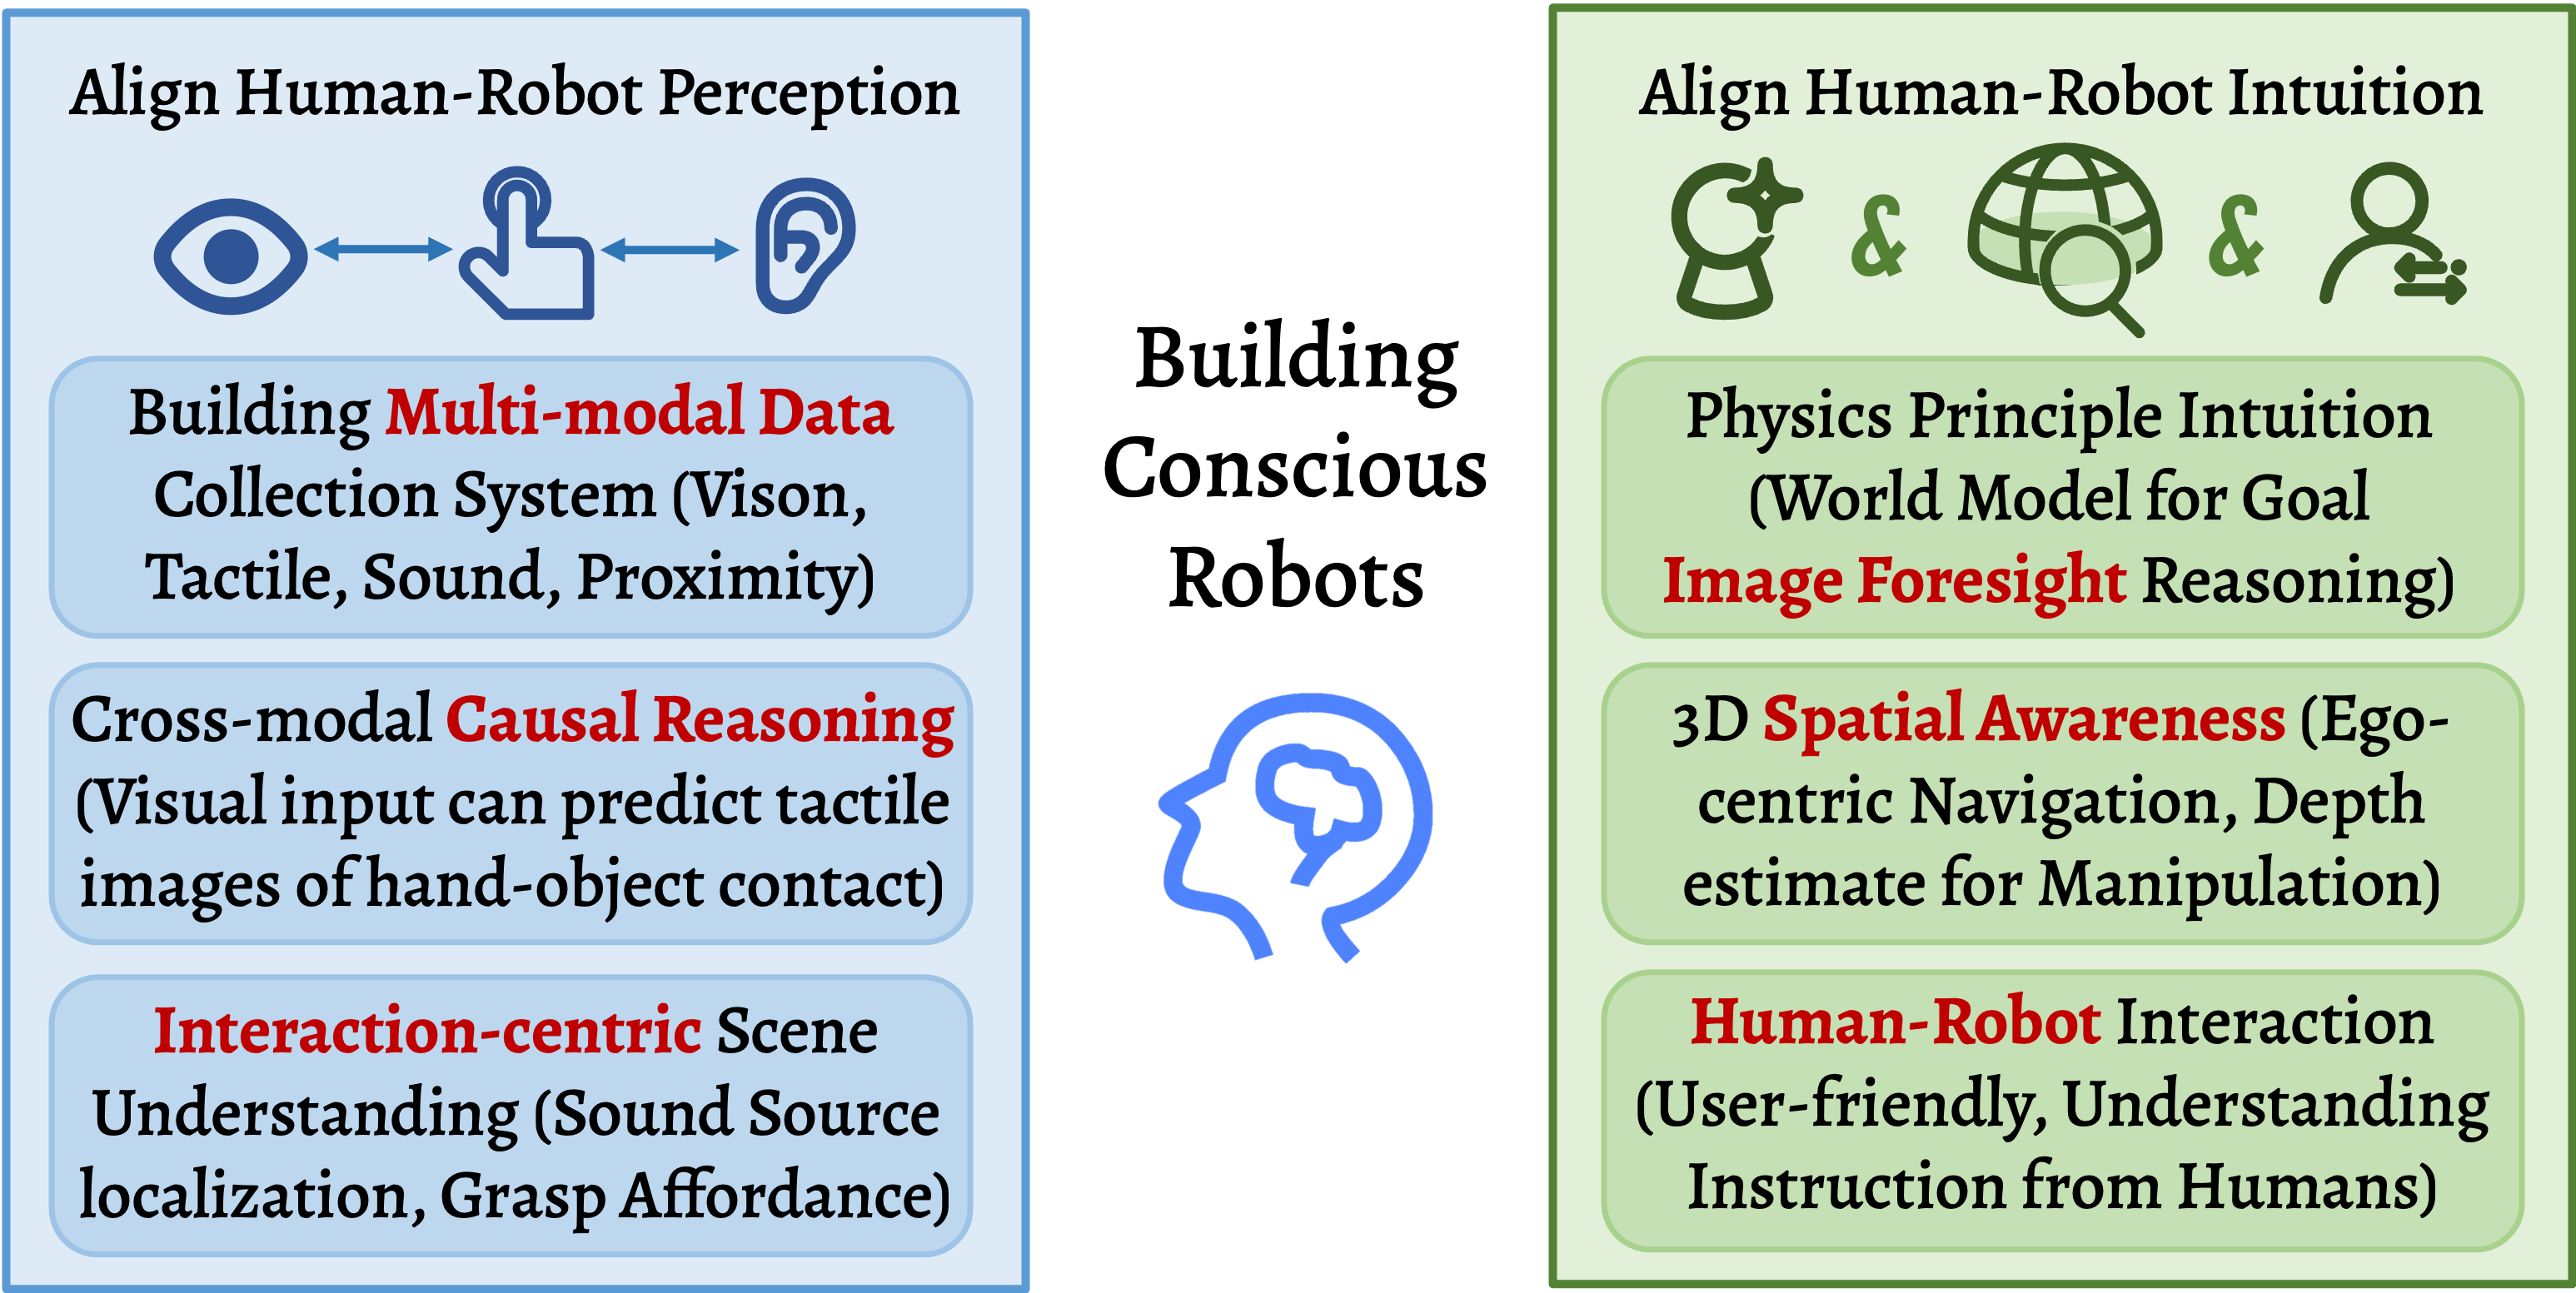 Align Human-Robot Perception
Building Multi-modal Data
Collection System (Vison,
Tactile, Sound, Proximity)
Cross-modal Causal Reasoning
(Visual input can predict tactile
images of hand-object contact)
Interaction-centric Scene
Understanding (Sound Source
localization, Grasp Affordance)
Building
Conscious
Robots
Align Human-Robot Intuition
& &
Physics Principle Intuition
(World Model for Goal
Image Foresight Reasoning)
3D Spatial Awareness (Ego-
centric Navigation, Depth
estimate for Manipulation)
Human-Robot Interaction
(User-friendly, Understanding
Instruction from Humans)